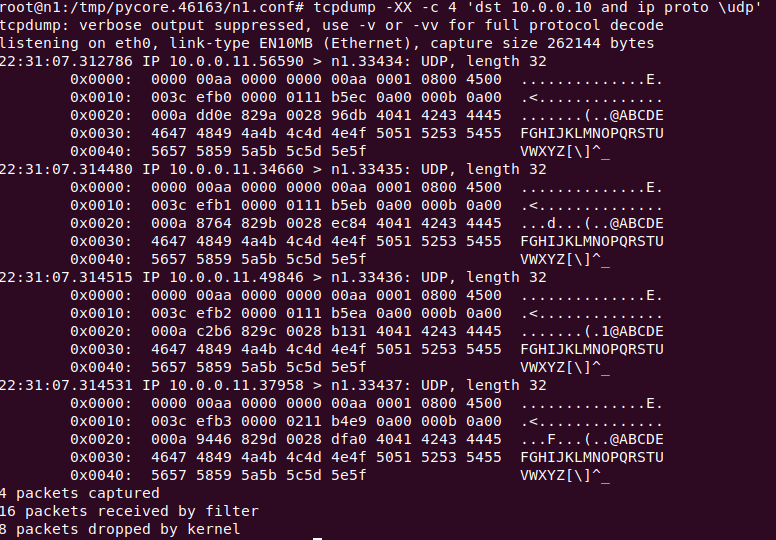 root@n1:/tmp/pycore.46163/n1.conf# tcpdump -XX -c 4 'dst 10.0.0.10 and ip proto \udp'
tcpdump: verbose output suppressed, use -v or -vv for full protocol decode
listening on eth0, link-type EN10MB (Ethernet), capture size 262144 bytes
22:31:07.312786 IP 10.0.0.11.56590 > n1.33434: UDP, length 32
0x0000:  0000 00aa 0000 0000 00aa 0001 0800 4500  ..............E.
0x0010:  003c efb0 0000 0111 b5ec 0a00 000b 0a00  .<..............
0x0020:  000a dd0e 829a 0028 96db 4041 4243 4445  .......(..@ABCDE
0x0030:  4647 4849 4a4b 4c4d 4e4f 5051 5253 5455  FGHIJKLMNOPQRSTU
0x0040:  5657 5859 5a5b 5c5d 5e5f  VWXYZ[\]^_
22:31:07.314480 IP 10.0.0.11.34660 > n1.33435: UDP, length 32
0x0000:  0000 00aa 0000 0000 00aa 0001 0800 4500  ..............E.
0x0010:  003c efb1 0000 0111 b5eb 0a00 000b 0a00  .<..............
0x0020:  000a 8764 829b 0028 ec84 4041 4243 4445  ...d...(..@ABCDE
0x0030:  4647 4849 4a4b 4c4d 4e4f 5051 5253 5455  FGHIJKLMNOPQRSTU
0x0040:  5657 5859 5a5b 5c5d 5e5f  VWXYZ[\]^_
22:31:07.314515 IP 10.0.0.11.49846 > n1.33436: UDP, length 32
0x0000:  0000 00aa 0000 0000 00aa 0001 0800 4500  ..............E.
0x0010:  003c efb2 0000 0111 b5ea 0a00 000b 0a00  .<..............
0x0020:  000a c2b6 829c 0028 b131 4041 4243 4445  .......(.1@ABCDE
0x0030:  4647 4849 4a4b 4c4d 4e4f 5051 5253 5455  FGHIJKLMNOPQRSTU
0x0040:  5657 5859 5a5b 5c5d 5e5f  VWXYZ[\]^_
22:31:07.314531 IP 10.0.0.11.37958 > n1.33437: UDP, length 32
0x0000:  0000 00aa 0000 0000 00aa 0001 0800 4500  ..............E.
0x0010:  003c efb3 0000 0211 b4e9 0a00 000b 0a00  .<..............
0x0020:  000a 9446 829d 0028 dfa0 4041 4243 4445  ...F...(..@ABCDE
0x0030:  4647 4849 4a4b 4c4d 4e4f 5051 5253 5455  FGHIJKLMNOPQRSTU
0x0040:  5657 5859 5a5b 5c5d 5e5f  VWXYZ[\]^_
4 packets captured
16 packets received by filter
8 packets dropped by kernel